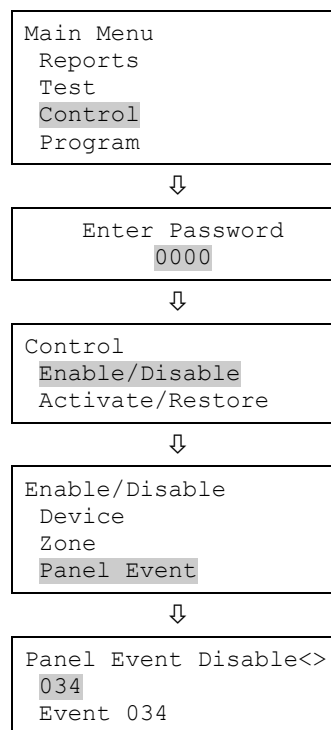 Main Menu
Reports
Test
Control
Program
⇩
Enter Password
0000
⇩
Control
Enable/Disable
Activate/Restore
⇩
Enable/Disable
Device
Zone
Panel Event
⇩
Panel Event Disable<>
034
Event 034